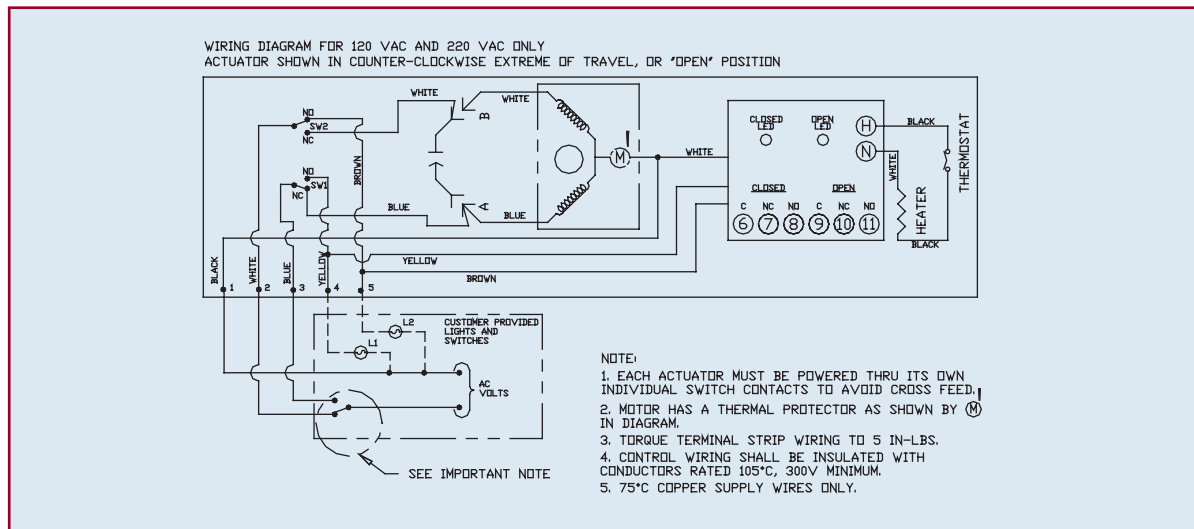 WIRING DIAGRAM FOR 120 VAC AND 220 VAC ONLY
ACTUATOR SHOWN IN COUNTER-CLOCKWISE EXTREME OF TRAVEL, OR "OPEN" POSITION
WHITE
WHITE
NO
SW2
NC
B
BROWN
NO
SW1
NC
BLUE
A
BLUE
M
!
WHITE
CLOSED
LED
OPEN
LED
H
N
BLACK
WHITE
HEATER
BLACK
THERMOSTAT
CLOSED
OPEN
C NC NO C NC NO
6 7 8 9 10 11
YELLOW
BROWN
BLACK
WHITE
BLUE
YELLOW
1 2 3 4 5
L2
L1
CUSTOMER PROVIDED
LIGHTS AND
SWITCHES
AC
VOLTS
SEE IMPORTANT NOTE
NOTE:
1. EACH ACTUATOR MUST BE POWERED THRU ITS OWN
INDIVIDUAL SWITCH CONTACTS TO AVOID CROSS FEED.
2. MOTOR HAS A THERMAL PROTECTOR AS SHOWN BY M!
IN DIAGRAM.
3. TORQUE TERMINAL STRIP WIRING TO 5 IN-LBS.
4. CONTROL WIRING SHALL BE INSULATED WITH
CONDUCTORS RATED 105°C, 300V MINIMUM.
5. 75°C COPPER SUPPLY WIRES ONLY.